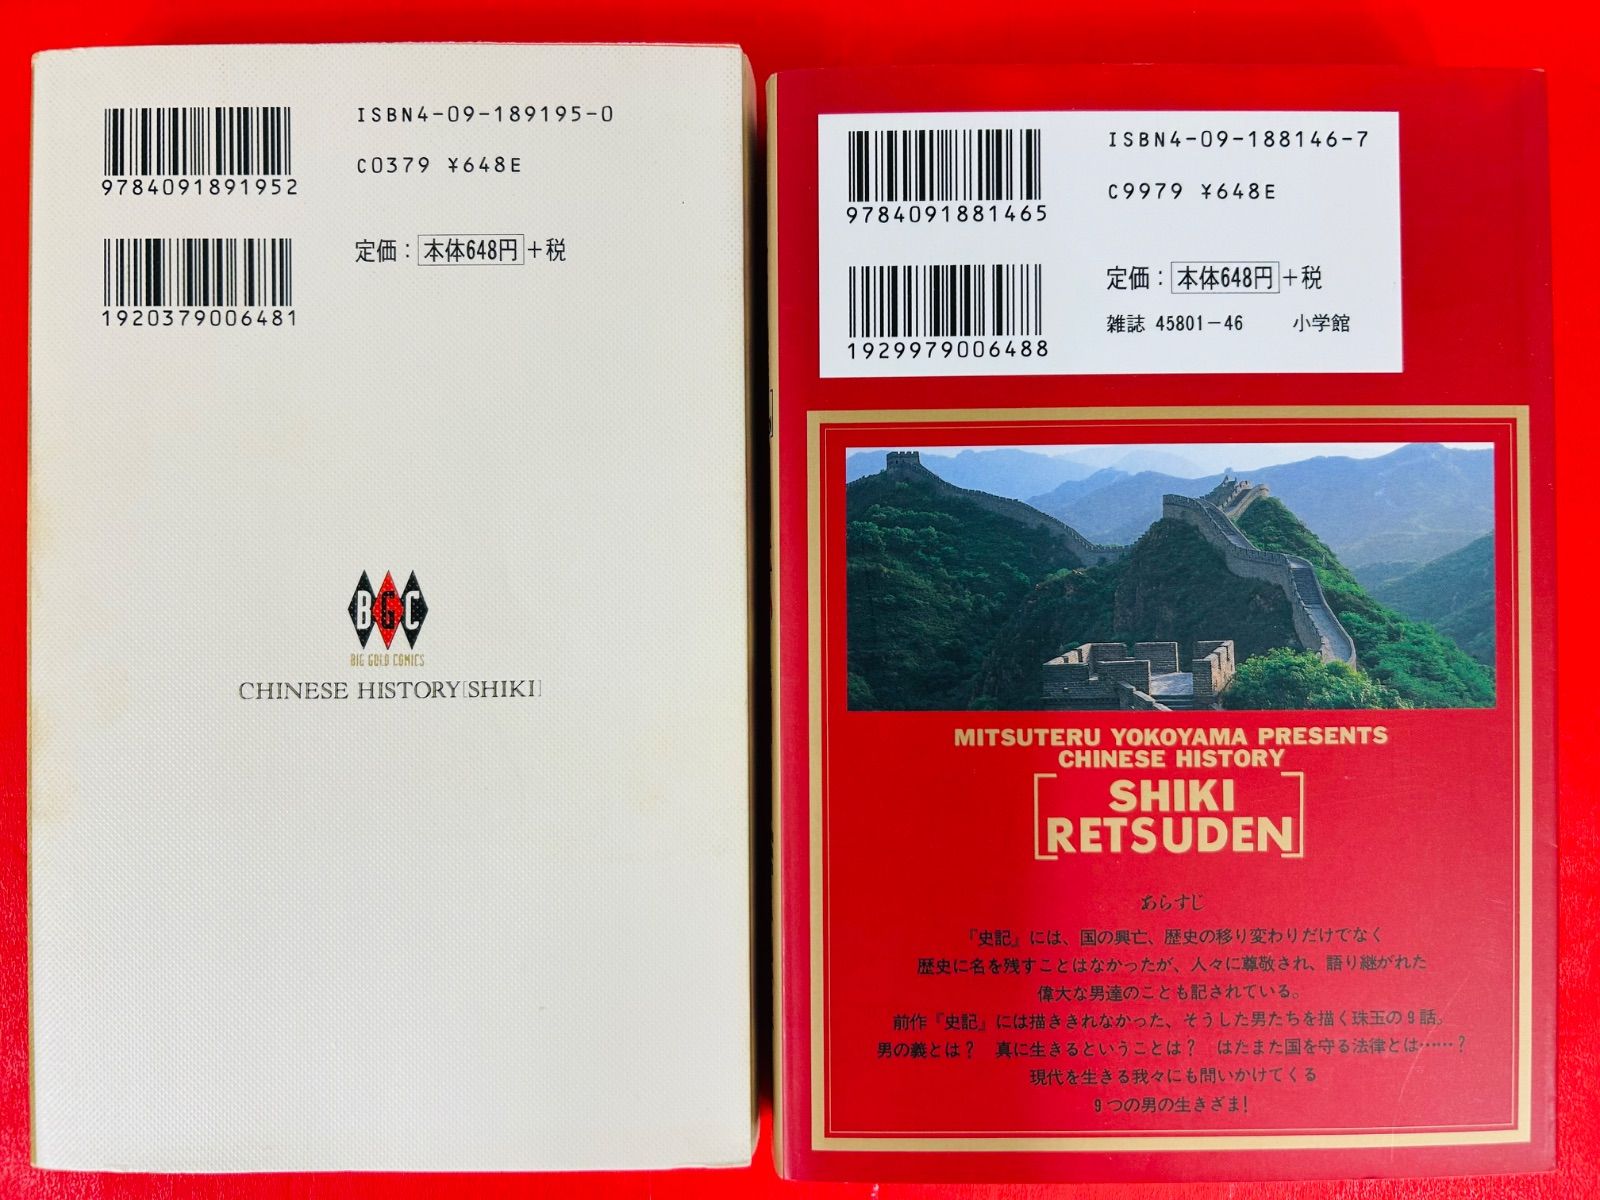 ISBN4-09-189195-0
C0379 ¥648E
9784091891952
定価：本体648円＋税
1920379006481
BGC
BIG GOLD COMICS
CHINESE HISTORY[SHIKI]
ISBN4-09-188146-7
C9979 ¥648E
9784091881465
定価：本体648円＋税
雑誌 45801-46 小学館
1929979006488
MITSUTERU YOKOYAMA PRESENTS
CHINESE HISTORY
[SHIKI
RETSUDEN]
あらすじ
『史記』には、国の興亡、歴史の移り変わりだけでなく
歴史に名を残すことはなかったが、人々に尊敬され、語り継がれた
偉大な男達のことも記されている。
前作『史記』には描ききれなかった、そうした男たちを描く珠玉の9話。
男の義とは？　真に生きるということは？　はたまた国を守る法律とは……？
現代を生きる我々にも問いかけてくる
9つの男の生きざま！